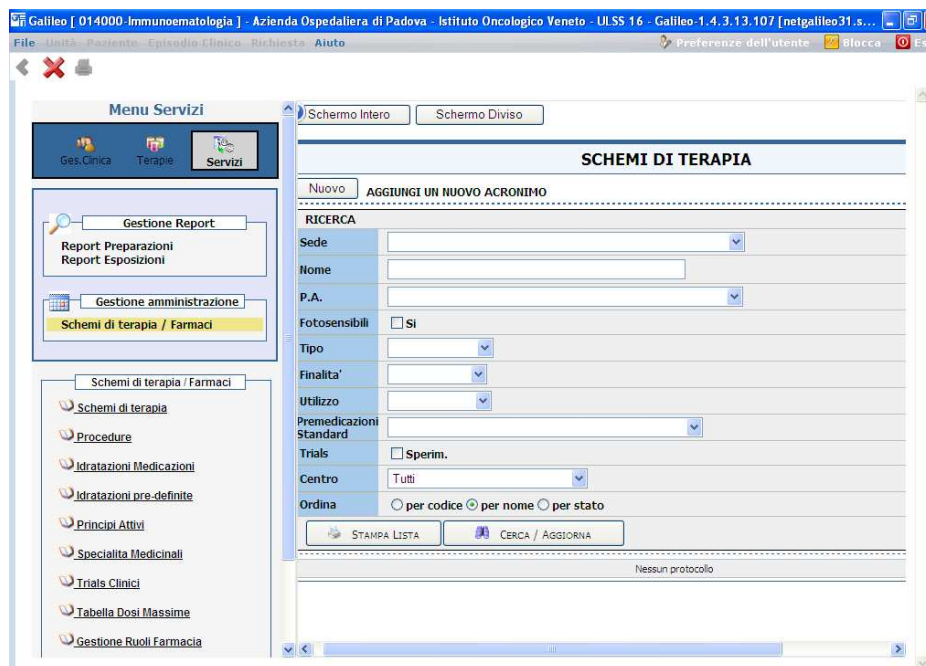 Galileo [ 014000-Immunoematologia ] - Azienda Ospedaliera di Padova - Istituto Oncologico Veneto - ULSS 16 - Galileo-1.4.3.13.107 [netgalileo31.s...
File Unità Paziente Episodio Clinico Richiesta Aiuto Preferenze dell'utente Blocca Es
Menu Servizi
Ges.Clinica Terapie Servizi
Gestione Report
Report Preparazioni
Report Esposizioni
Gestione amministrazione
Schemi di terapia / Farmaci
Schemi di terapia / Farmaci
Schemi di terapia
Procedure
Idratazioni Medicazioni
Idratazioni pre-definite
Principi Attivi
Specialita Medicinali
Trials Clinici
Tabella Dosi Massime
Gestione Ruoli Farmacia
Schermo Intero Schermo Diviso
SCHEMI DI TERAPIA
Nuovo AGGIUNGI UN NUOVO ACRONIMO
RICERCA
Sede
Nome
P.A.
Fotosensibili Si
Tipo
Finalita'
Utilizzo
Premedicazioni
Standard
Trials Sperim.
Centro Tutti
Ordina per codice per nome per stato
STAMPA LISTA CERCA / AGGIORNA
Nessun protocollo